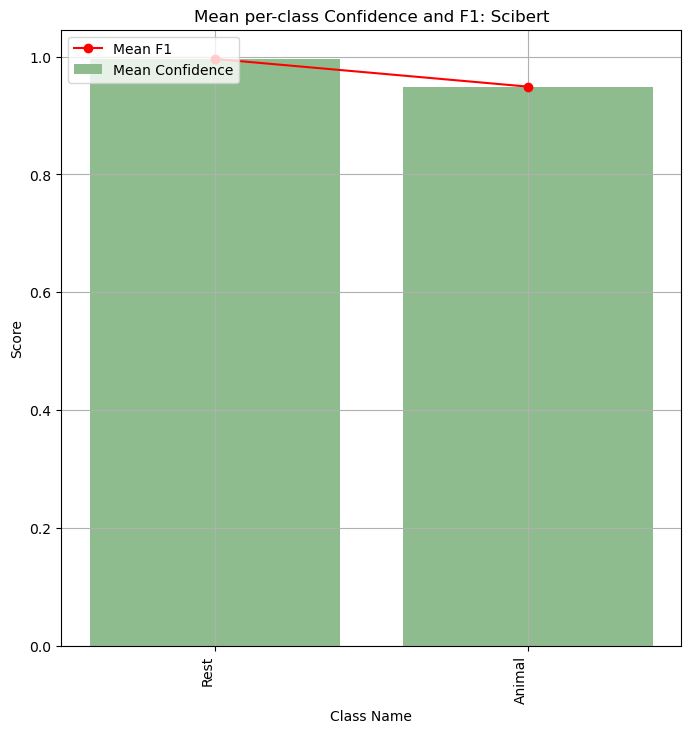 Mean per-class Confidence and F1: Scibert
Mean F1
Mean Confidence
1.0
0.8
0.6
0.4
0.2
0.0
Score
Rest
Animal
Class Name